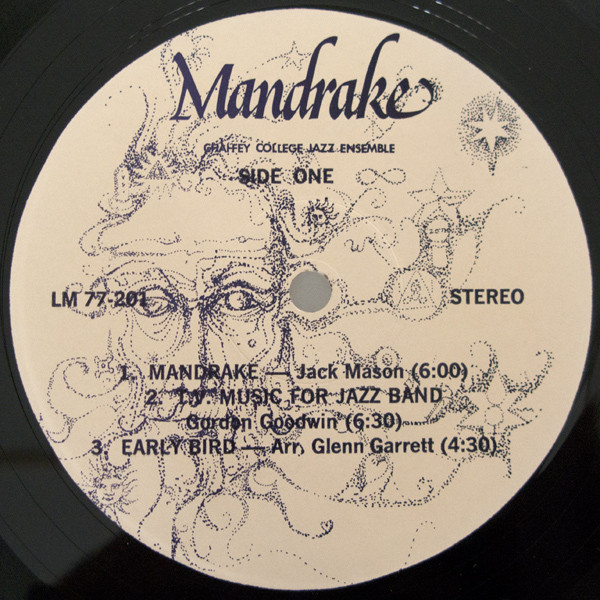 Mandrake
CHAFFEY COLLEGE JAZZ ENSEMBLE
SIDE ONE
LM 77-201
STEREO
1. MANDRAKE — Jack Mason (6:00)
2. T.V. MUSIC FOR JAZZ BAND
Gordon Goodwin (6:30)
3. EARLY BIRD — Arr. Glenn Garrett (4:30)